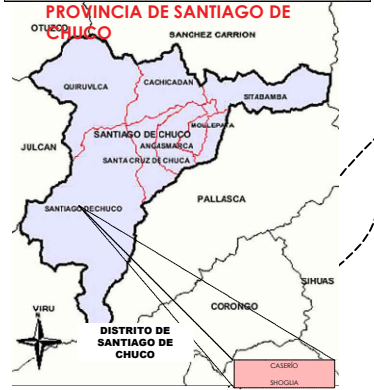 PROVINCIA DE SANTIAGO DE
CHUCO
OTUZCO
SANCHEZ CARRION
QUIRUVLCA
CACHICADAN
SITABAMBA
MOLLEPATA
SANTIAGO DE CHUCO
ANGASMARCA
JULCAN
SANTA CRUZ DE CHUCA
PALLASCA
SANTIAGO DE CHUCO
SIHUAS
VIRU
CORONGO
N
DISTRITO DE
SANTIAGO DE
CHUCO
CASERÍO
SHOGLIA